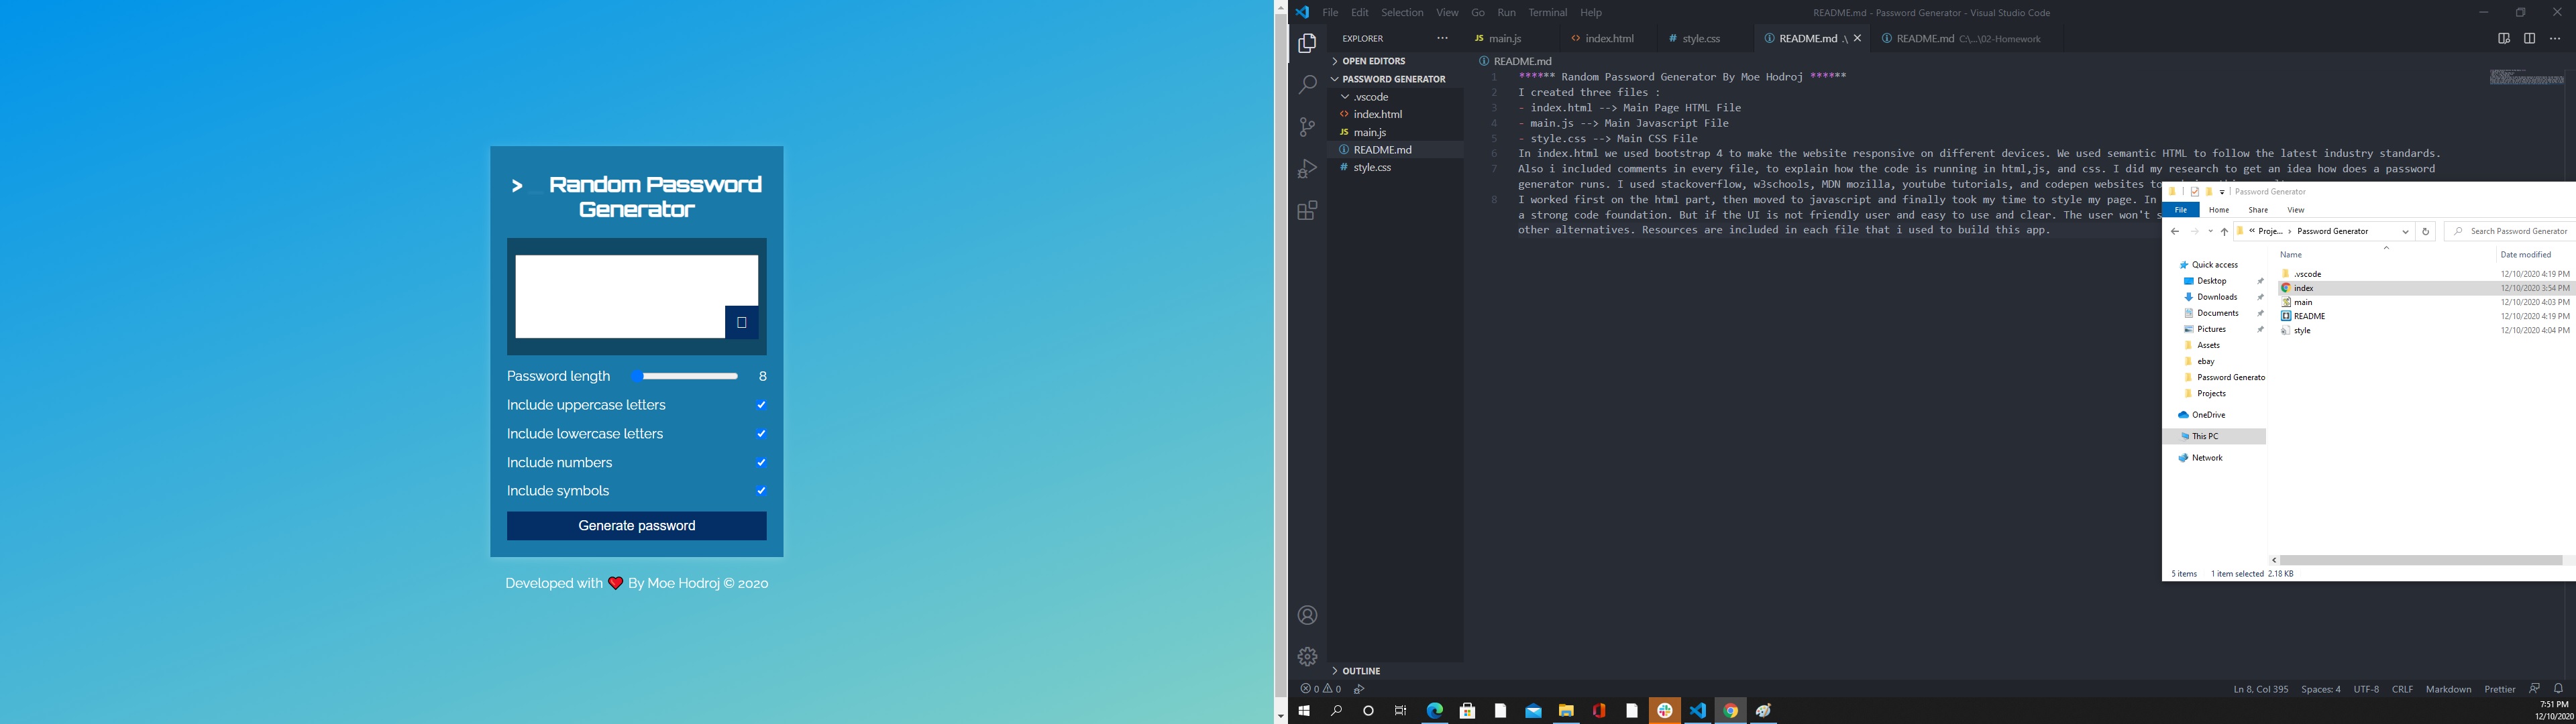 > Random Password
Generator
Password length 8
Include uppercase letters
Include lowercase letters
Include numbers
Include symbols
Generate password
Developed with ❤ By Moe Hodroj © 2020
File Edit Selection View Go Run Terminal Help
README.md - Password Generator - Visual Studio Code
EXPLORER
OPEN EDITORS
PASSWORD GENERATOR
.vscode
index.html
JS main.js
README.md
# style.css
OUTLINE
JS main.js
index.html
# style.css
README.md .\
README.md C:\...\02-Homework
README.md
1 ****** Random Password Generator By Moe Hodroj ******
2 I created three files :
3 - index.html --> Main Page HTML File
4 - main.js --> Main Javascript File
5 - style.css --> Main CSS File
6 In index.html we used bootstrap 4 to make the website responsive on different devices. We used semantic HTML to follow the latest industry standards.
7 Also i included comments in every file, to explain how the code is running in html,js, and css. I did my research to get an idea how does a password
generator runs. I used stackoverflow, w3schools, MDN mozilla, youtube tutorials, and codepen websites to
8 I worked first on the html part, then moved to javascript and finally took my time to style my page. In
a strong code foundation. But if the UI is not friendly user and easy to use and clear. The user won't s
other alternatives. Resources are included in each file that i used to build this app.
Password Generator
File Home Share View
Proje... Password Generator
Search Password Generator
Quick access
Desktop
Downloads
Documents
Pictures
Assets
ebay
Password Generato
Projects
OneDrive
This PC
Network
Name Date modified
.vscode 12/10/2020 4:19 PM
index 12/10/2020 3:54 PM
main 12/10/2020 4:03 PM
README 12/10/2020 4:19 PM
style 12/10/2020 4:04 PM
5 items 1 item selected 2.18 KB
0 0
Ln 8, Col 395 Spaces: 4 UTF-8 CRLF Markdown Prettier
7:51 PM
12/10/2020